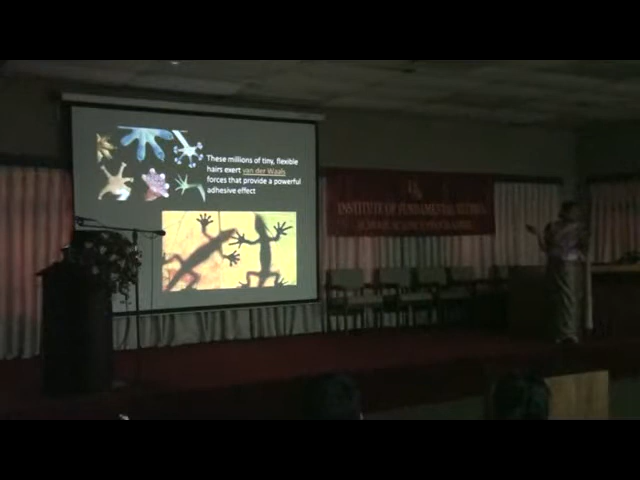 These millions of tiny, flexible
hairs exert van der Waals
forces that provide a powerful
adhesive effect
INSTITUTE OF FUNDAMENTAL STUDIES